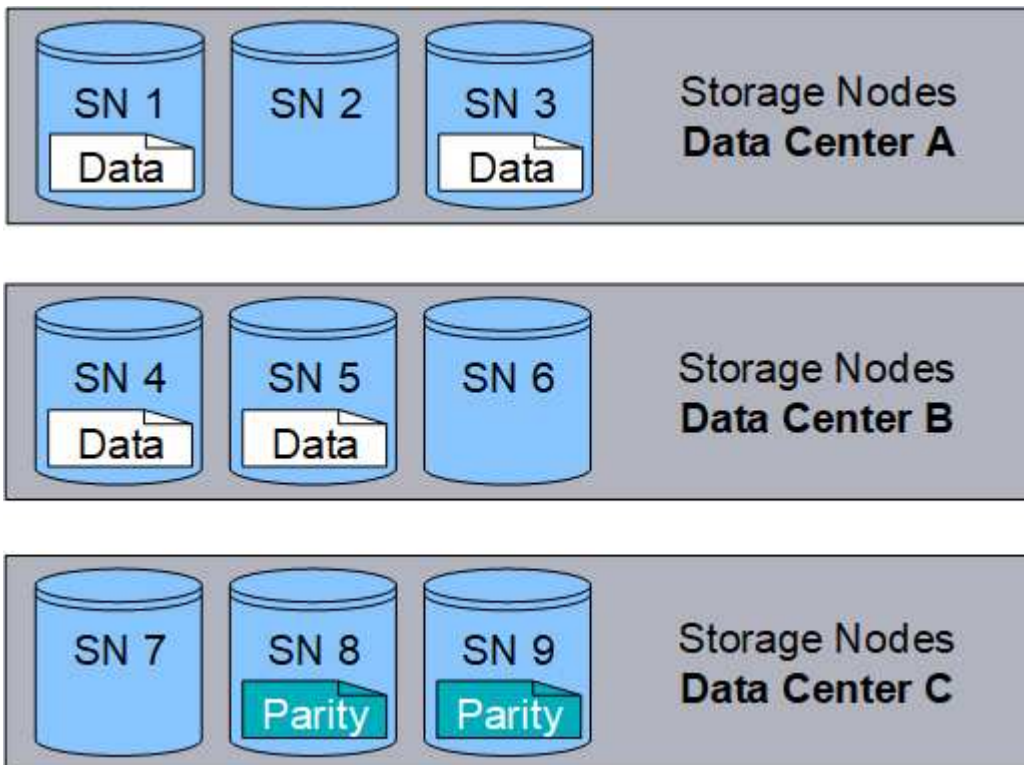 SN 1
SN 2
SN 3
Data
Data
Storage Nodes
Data Center A
SN 4
SN 5
SN 6
Data
Data
Storage Nodes
Data Center B
SN 7
SN 8
SN 9
Parity
Parity
Storage Nodes
Data Center C